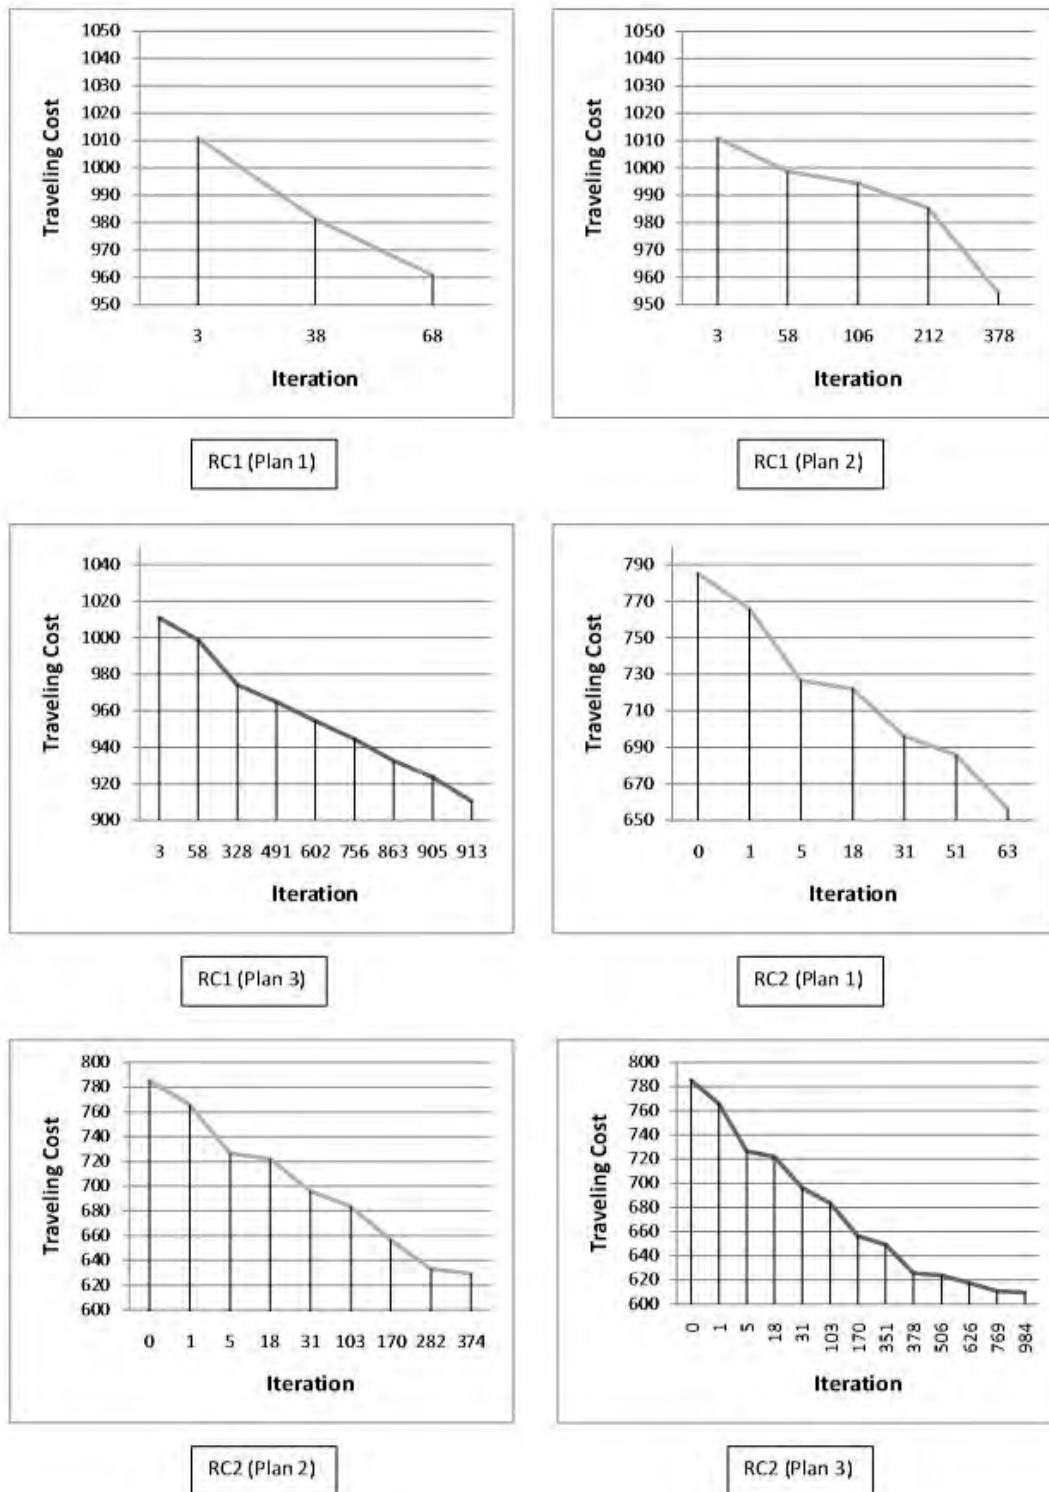 1050
1040
1030
1020
1010
1000
990
980
970
960
950
Traveling Cost
3 38 68
Iteration
RC1 (Plan 1)
1050
1040
1030
1020
1010
1000
990
980
970
960
950
Traveling Cost
3 58 106 212 378
Iteration
RC1 (Plan 2)
1040
1020
1000
980
960
940
920
900
Traveling Cost
3 58 328 491 602 756 863 905 913
Iteration
RC1 (Plan 3)
790
770
750
730
710
690
670
650
Traveling Cost
0 1 5 18 31 51 63
Iteration
RC2 (Plan 1)
800
780
760
740
720
700
680
660
640
620
600
Traveling Cost
0 1 5 18 31 103 170 282 374
Iteration
RC2 (Plan 2)
800
780
760
740
720
700
680
660
640
620
600
Traveling Cost
0 1 5 18 31 103 170 351 378 506 626 769 984
Iteration
RC2 (Plan 3)